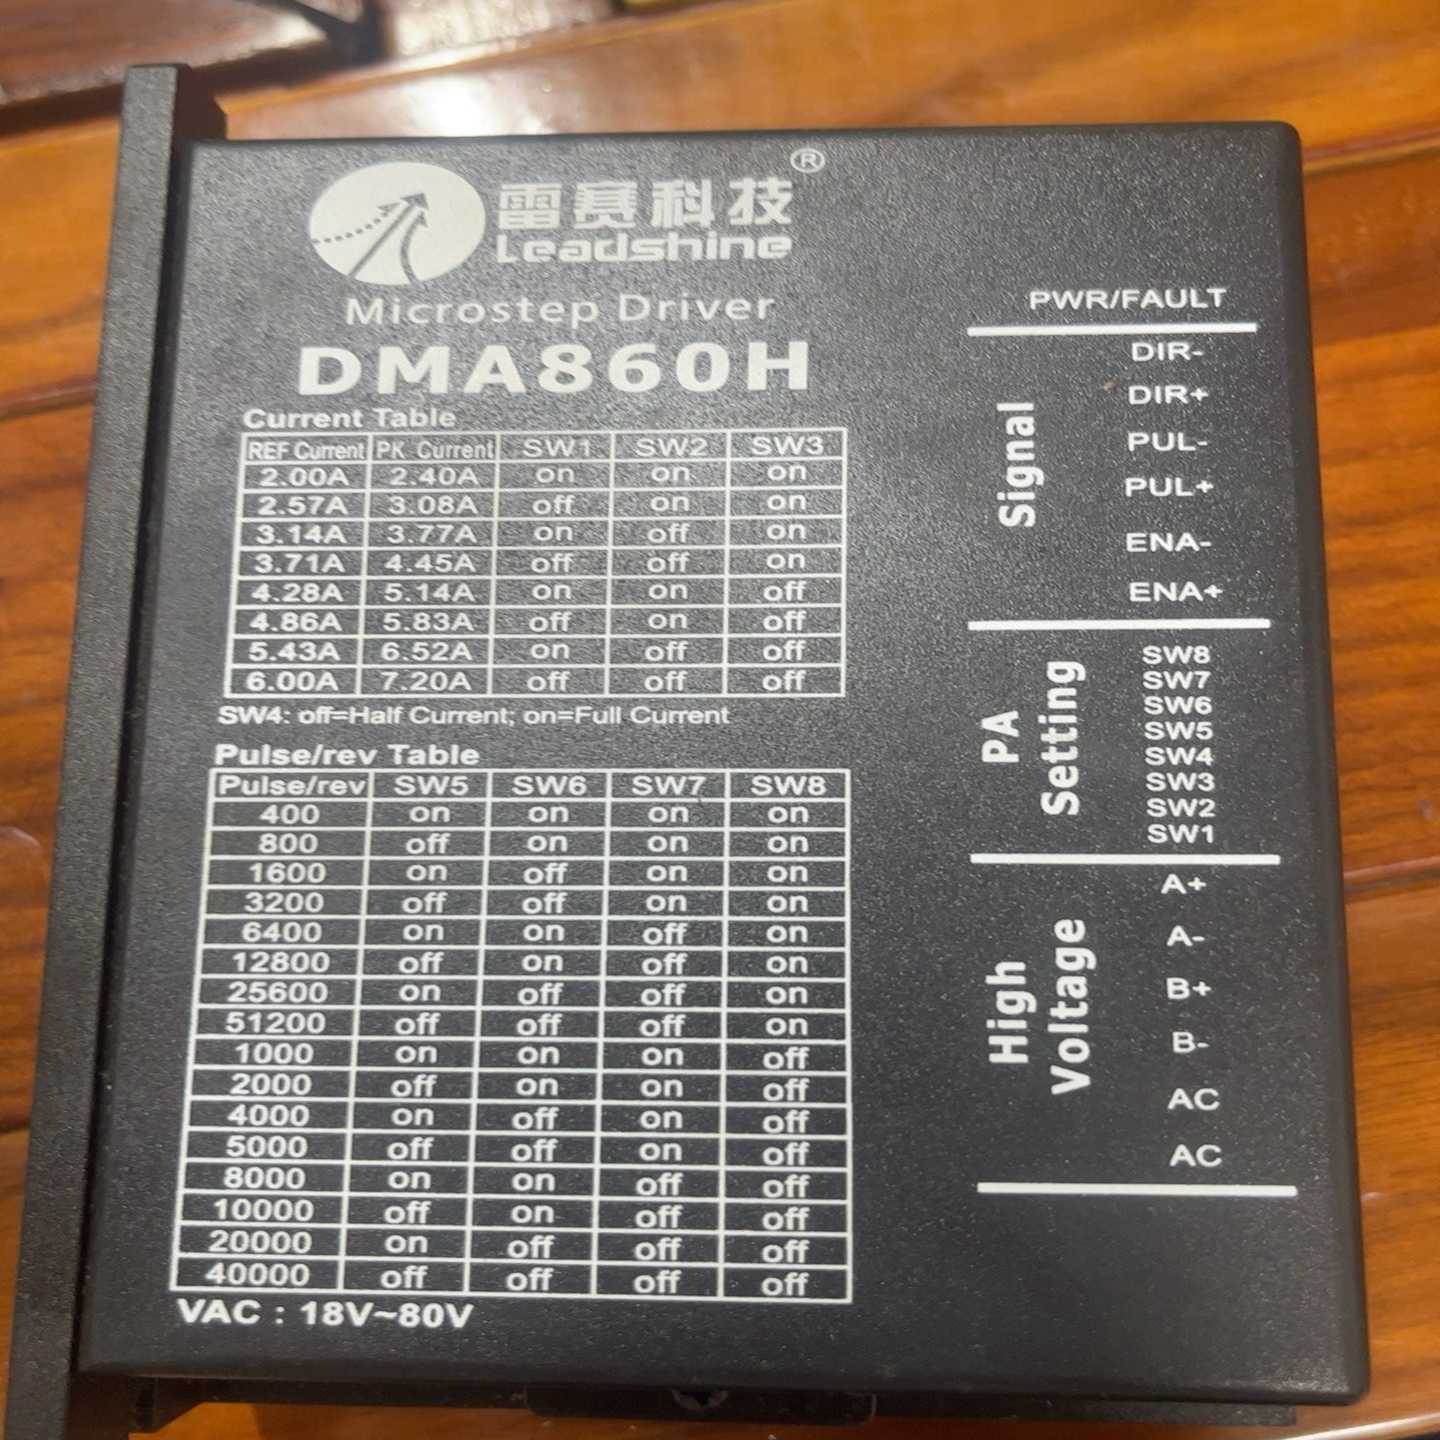 雷赛科技®
Leadshine
Microstep Driver
DMA860H
Current Table
REF Current PK Current SW1 SW2 SW3
2.00A 2.40A on on on
2.57A 3.08A off on on
3.14A 3.77A on off on
3.71A 4.45A off off on
4.28A 5.14A on on off
4.86A 5.83A off on off
5.43A 6.52A on off off
6.00A 7.20A off off off
SW4: off=Half Current; on=Full Current
Pulse/rev Table
Pulse/rev SW5 SW6 SW7 SW8
400 on on on on
800 off on on on
1600 on off on on
3200 off off on on
6400 on on off on
12800 off on off on
25600 on off off on
51200 off off off on
1000 on on on off
2000 off on on off
4000 on off on off
5000 off off on off
8000 on on off off
10000 off on off off
20000 on off off off
40000 off off off off
VAC : 18V~80V
PWR/FAULT
Signal
DIR-
DIR+
PUL-
PUL+
ENA-
ENA+
PA
Setting
SW8
SW7
SW6
SW5
SW4
SW3
SW2
SW1
High
Voltage
A+
A-
B+
B-
AC
AC